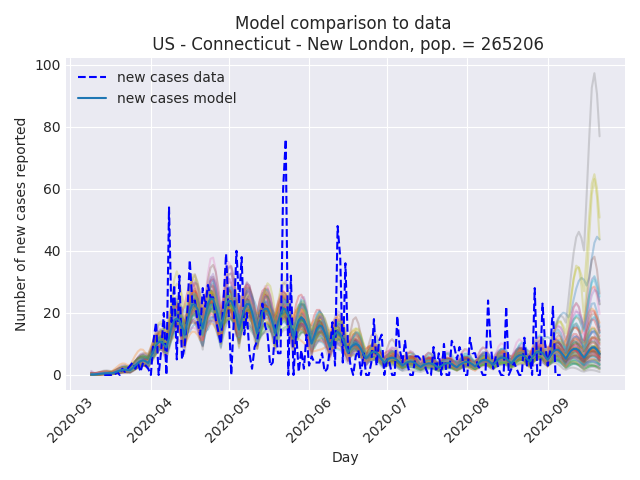 Model comparison to data
US - Connecticut - New London, pop. = 265206
new cases data
new cases model
Number of new cases reported
100
80
60
40
20
0
2020-03
2020-04
2020-05
2020-06
2020-07
2020-08
2020-09
Day